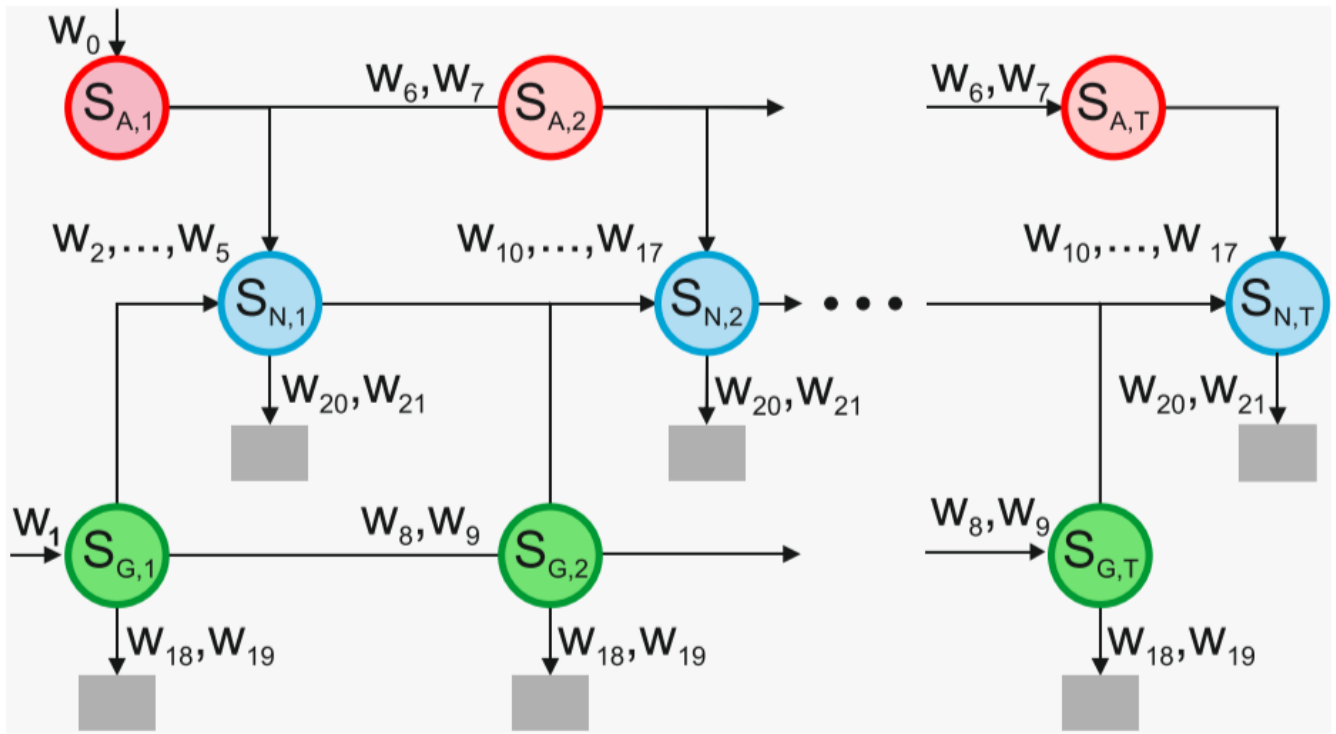 W0
SA,1
W6,W7
SA,2
W6,W7
SA,T
W2,...,W5
W10,...,W17
W10,...,W 17
SN,1
SN,2
SN,T
W20,W21
W20,W21
W20,W21
W1
SG,1
W8,W9
SG,2
W8,W9
SG,T
W18,W19
W18,W19
W18,W19